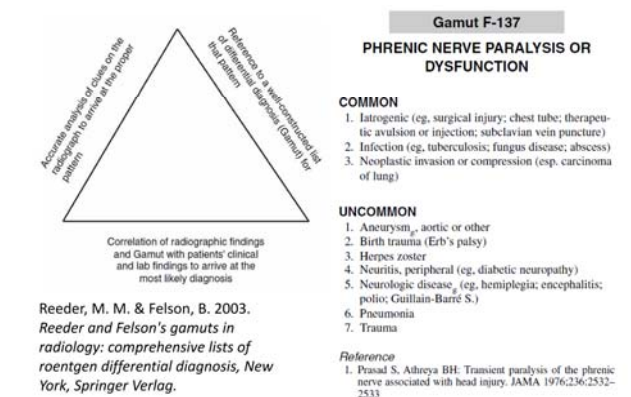 Accurate analysis of clues on the
radiograph to arrive at the proper
pattern
Reference to a well-constructed list
of differential diagnosis (Gamut) for
that pattern
Correlation of radiographic findings
and Gamut with patients' clinical
and lab findings to arrive at the
most likely diagnosis
Reeder, M. M. & Felson, B. 2003.
Reeder and Felson's gamuts in
radiology: comprehensive lists of
roentgen differential diagnosis, New
York, Springer Verlag.
Gamut F-137
PHRENIC NERVE PARALYSIS OR
DYSFUNCTION
COMMON
1. Iatrogenic (eg, surgical injury; chest tube; therapeu-
tic avulsion or injection; subclavian vein puncture)
2. Infection (eg, tuberculosis; fungus disease; abscess)
3. Neoplastic invasion or compression (esp. carcinoma
of lung)
UNCOMMON
1. Aneurysm g, aortic or other
2. Birth trauma (Erb's palsy)
3. Herpes zoster
4. Neuritis, peripheral (eg, diabetic neuropathy)
5. Neurologic disease g (eg, hemiplegia; encephalitis;
polio; Guillain-Barré S.)
6. Pneumonia
7. Trauma
Reference
1. Prasad S, Athreya BH: Transient paralysis of the phrenic
nerve associated with head injury. JAMA 1976;236:2532–
2533